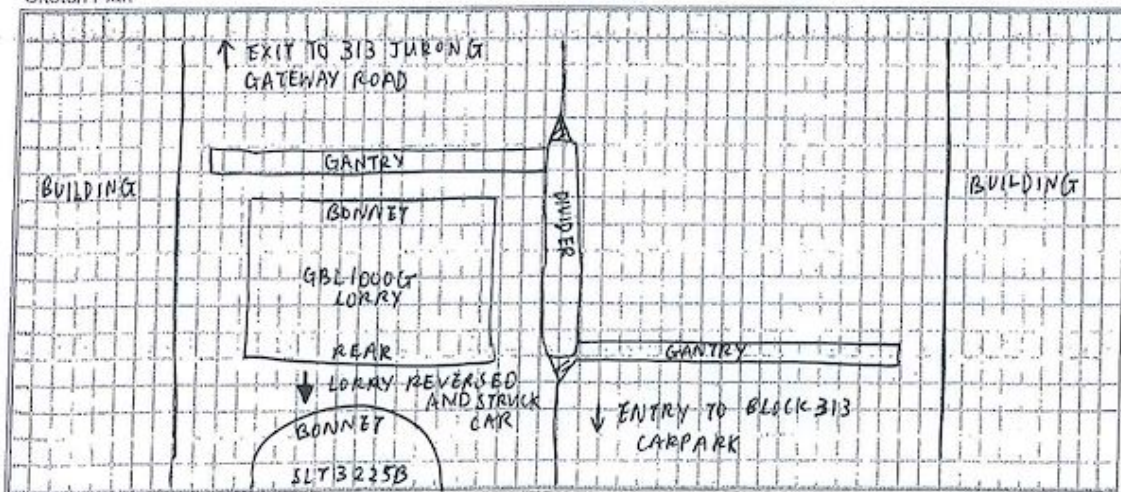 ↑ EXIT TO 313 JURONG
GATEWAY ROAD
GANTRY
BUILDING
BUILDING
BONNET
DIVIDER
GBL1000G
LORRY
REAR
GANTRY
↓ LORRY REVERSED
AND STRUCK
CAR
↓ ENTRY TO BLOCK 313
CARPARK
BONNET
SLT3225B